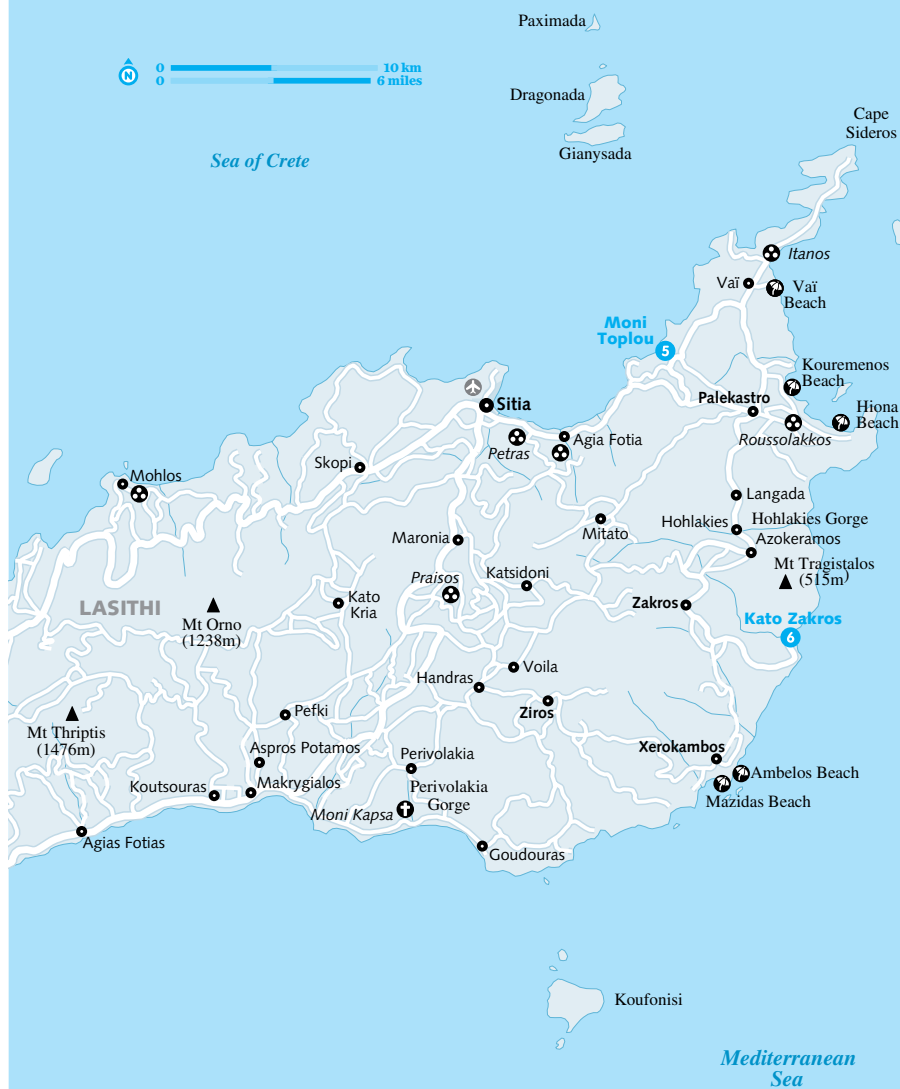 Paximada
0 10 km
N
0 6 miles
Dragonada
Cape
Sideros
Gianysada
Sea of Crete
Itanos
Vaï
Vaï
Beach
Moni
Toplou
5
Kouremenos
Beach
Palekastro
Hiona
Beach
Sitia
Roussolakkos
Agia Fotia
Petras
Skopi
Mohlos
Langada
Mitato
Hohlakies
Hohlakies Gorge
Azokeramos
Maronia
Mt Tragistalos
(515m)
Praisos
Katsidoni
Kato
Kria
Zakros
LASITHI
Mt Orno
(1238m)
Kato Zakros
6
Voila
Handras
Ziros
Pefki
Mt Thriptis
(1476m)
Aspros Potamos
Perivolakia
Xerokambos
Ambelos Beach
Koutsouras
Makrygialos
Perivolakia
Gorge
Mazidas Beach
Moni Kapsa
Agias Fotias
Goudouras
Koufonisi
Mediterranean
Sea